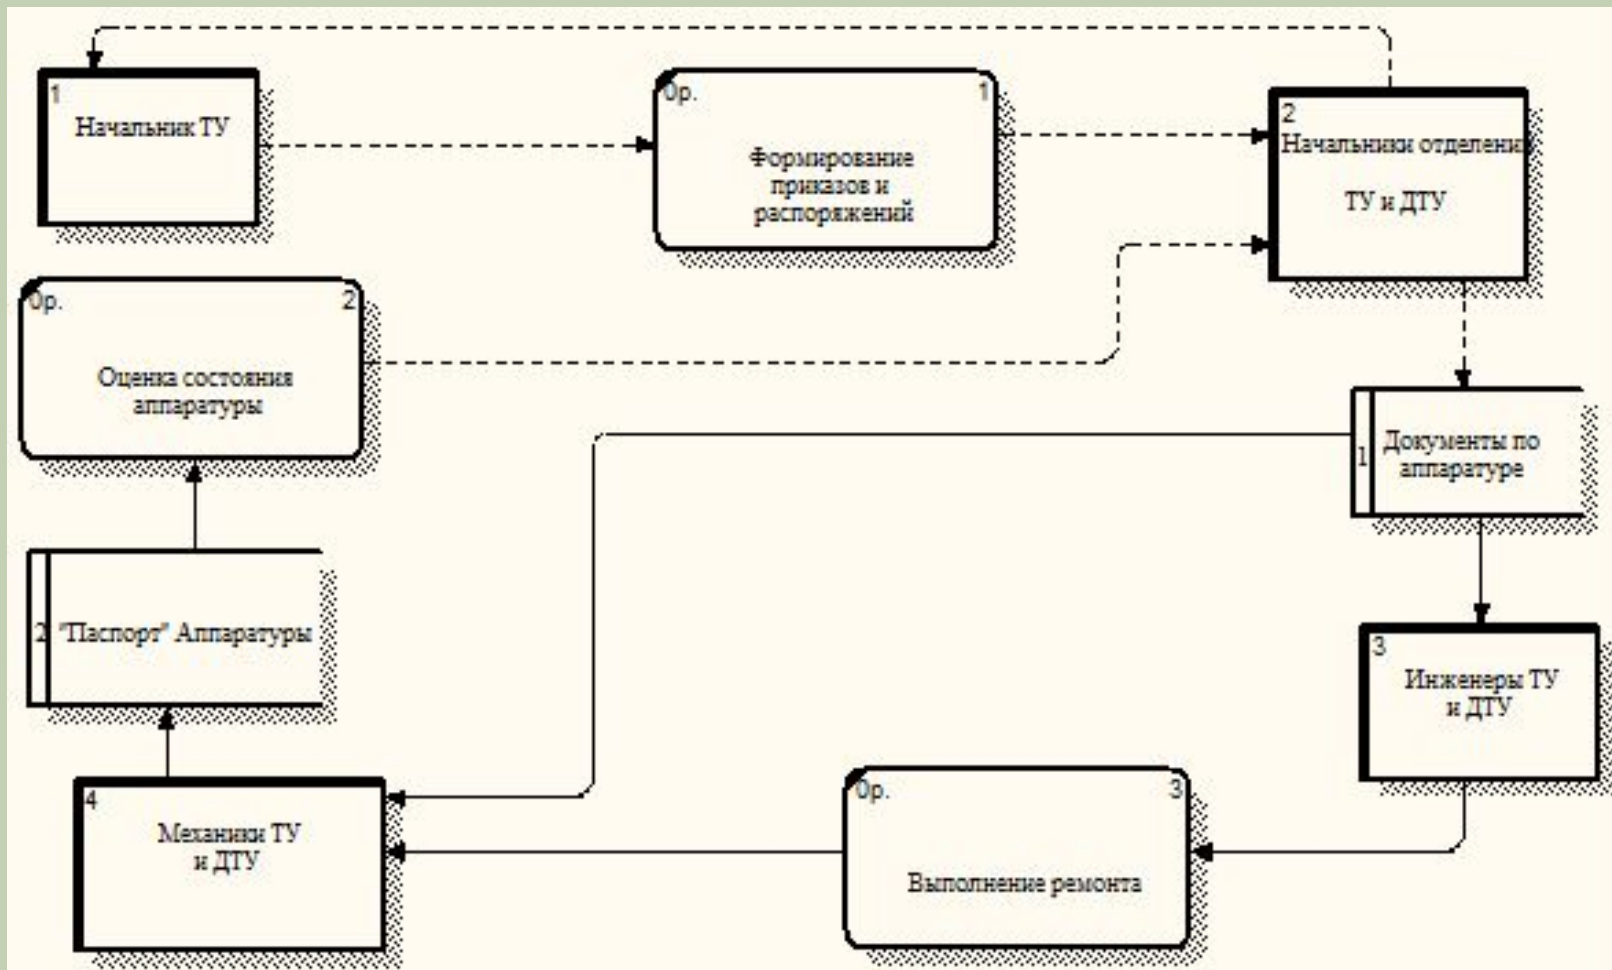 1
Начальник ТУ
0р. 1
Формирование
приказов и
распоряжений
2
Начальники отделени
ТУ и ДТУ
0р. 2
Оценка состояния
аппаратуры
1 Документы по
аппаратуре
2 "Паспорт" Аппаратуры
3
Инженеры ТУ
и ДТУ
4
Механики ТУ
и ДТУ
0р. 3
Выполнение ремонта